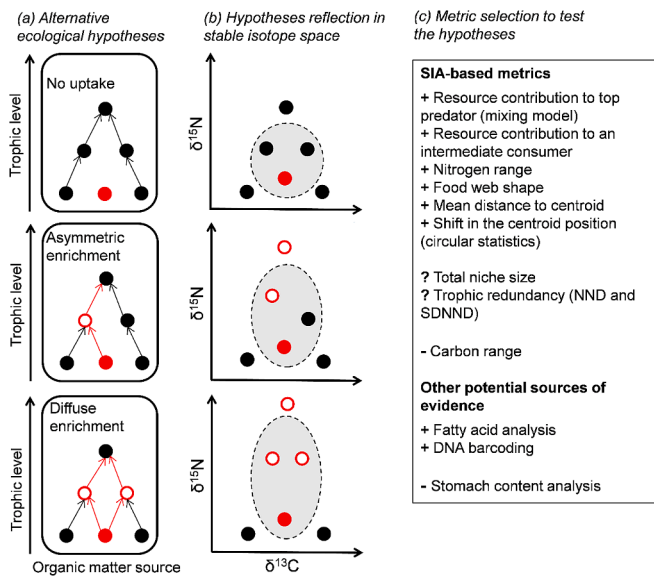 (a) Alternative
ecological hypotheses
No uptake
Trophic level
Asymmetric
enrichment
Trophic level
Diffuse
enrichment
Trophic level
Organic matter source
(b) Hypotheses reflection in
stable isotope space
δ¹⁵N
δ¹⁵N
δ¹⁵N
δ¹³C
(c) Metric selection to test
the hypotheses
SIA-based metrics
+ Resource contribution to top
predator (mixing model)
+ Resource contribution to an
intermediate consumer
+ Nitrogen range
+ Food web shape
+ Mean distance to centroid
+ Shift in the centroid position
(circular statistics)
? Total niche size
? Trophic redundancy (NND and
SDNND)
- Carbon range
Other potential sources of
evidence
+ Fatty acid analysis
+ DNA barcoding
- Stomach content analysis